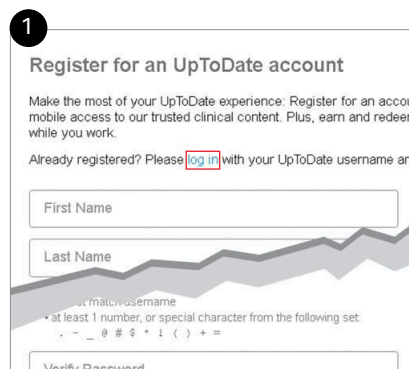 1
Register for an UpToDate account
Make the most of your UpToDate experience: Register for an accou
mobile access to our trusted clinical content. Plus, earn and redeer
while you work.
Already registered? Please log in with your UpToDate username ar
First Name
Last Name
match username
• at least 1 number, or special character from the following set:
. - _ @ # $ * ! ( ) + =
Verify Password